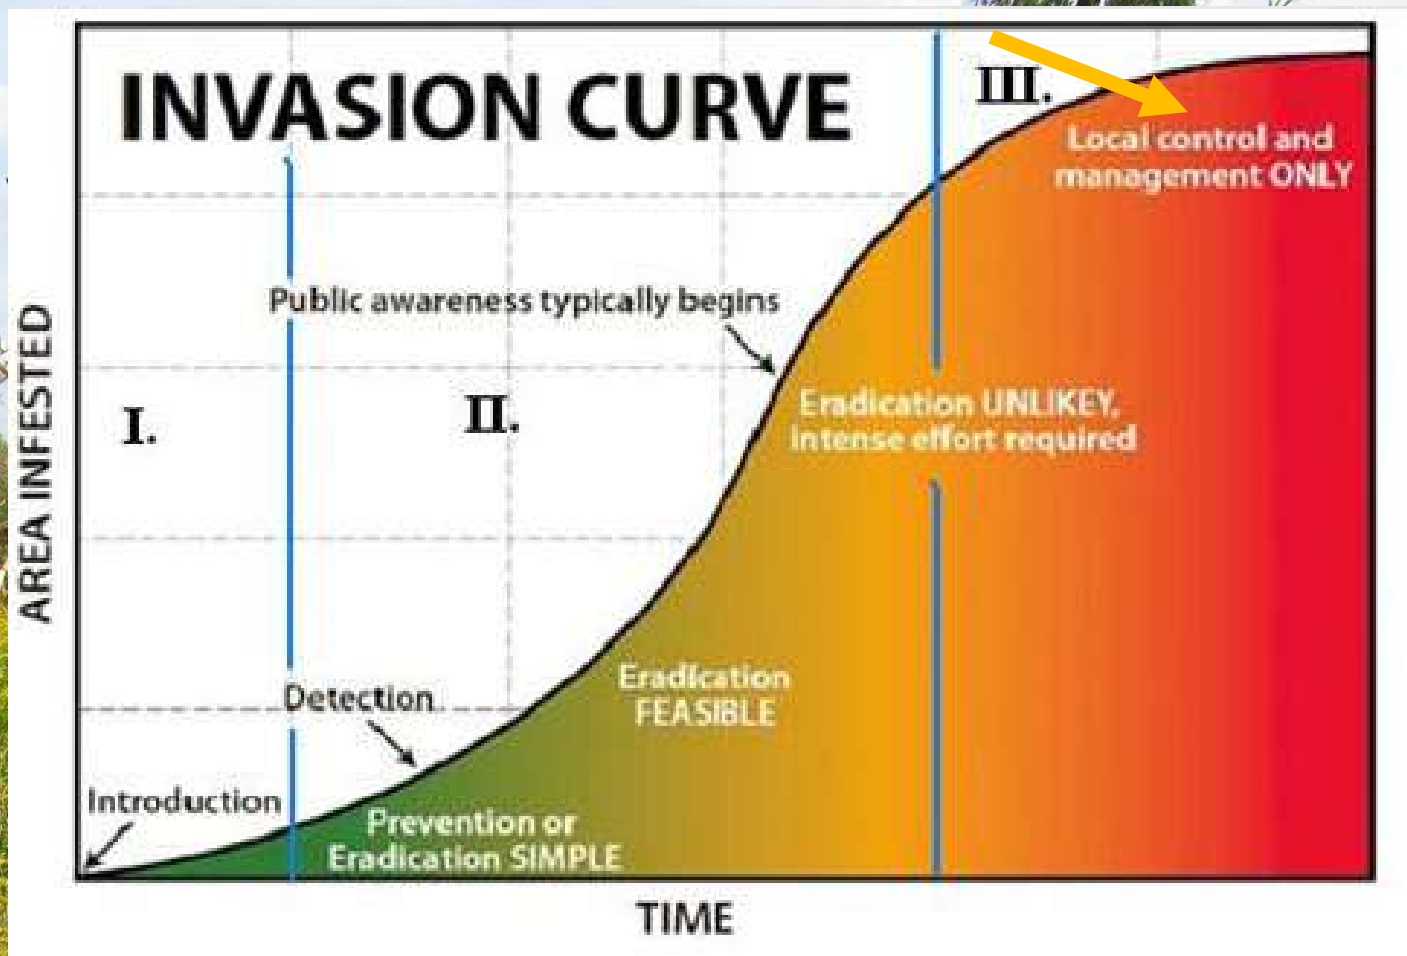 INVASION CURVE
III.
Local control and
management ONLY
Public awareness typically begins
I.
II.
Eradication UNLIKEY,
intense effort required
AREA INFESTED
Eradication
FEASIBLE
Detection
Introduction
Prevention or
Eradication SIMPLE
TIME